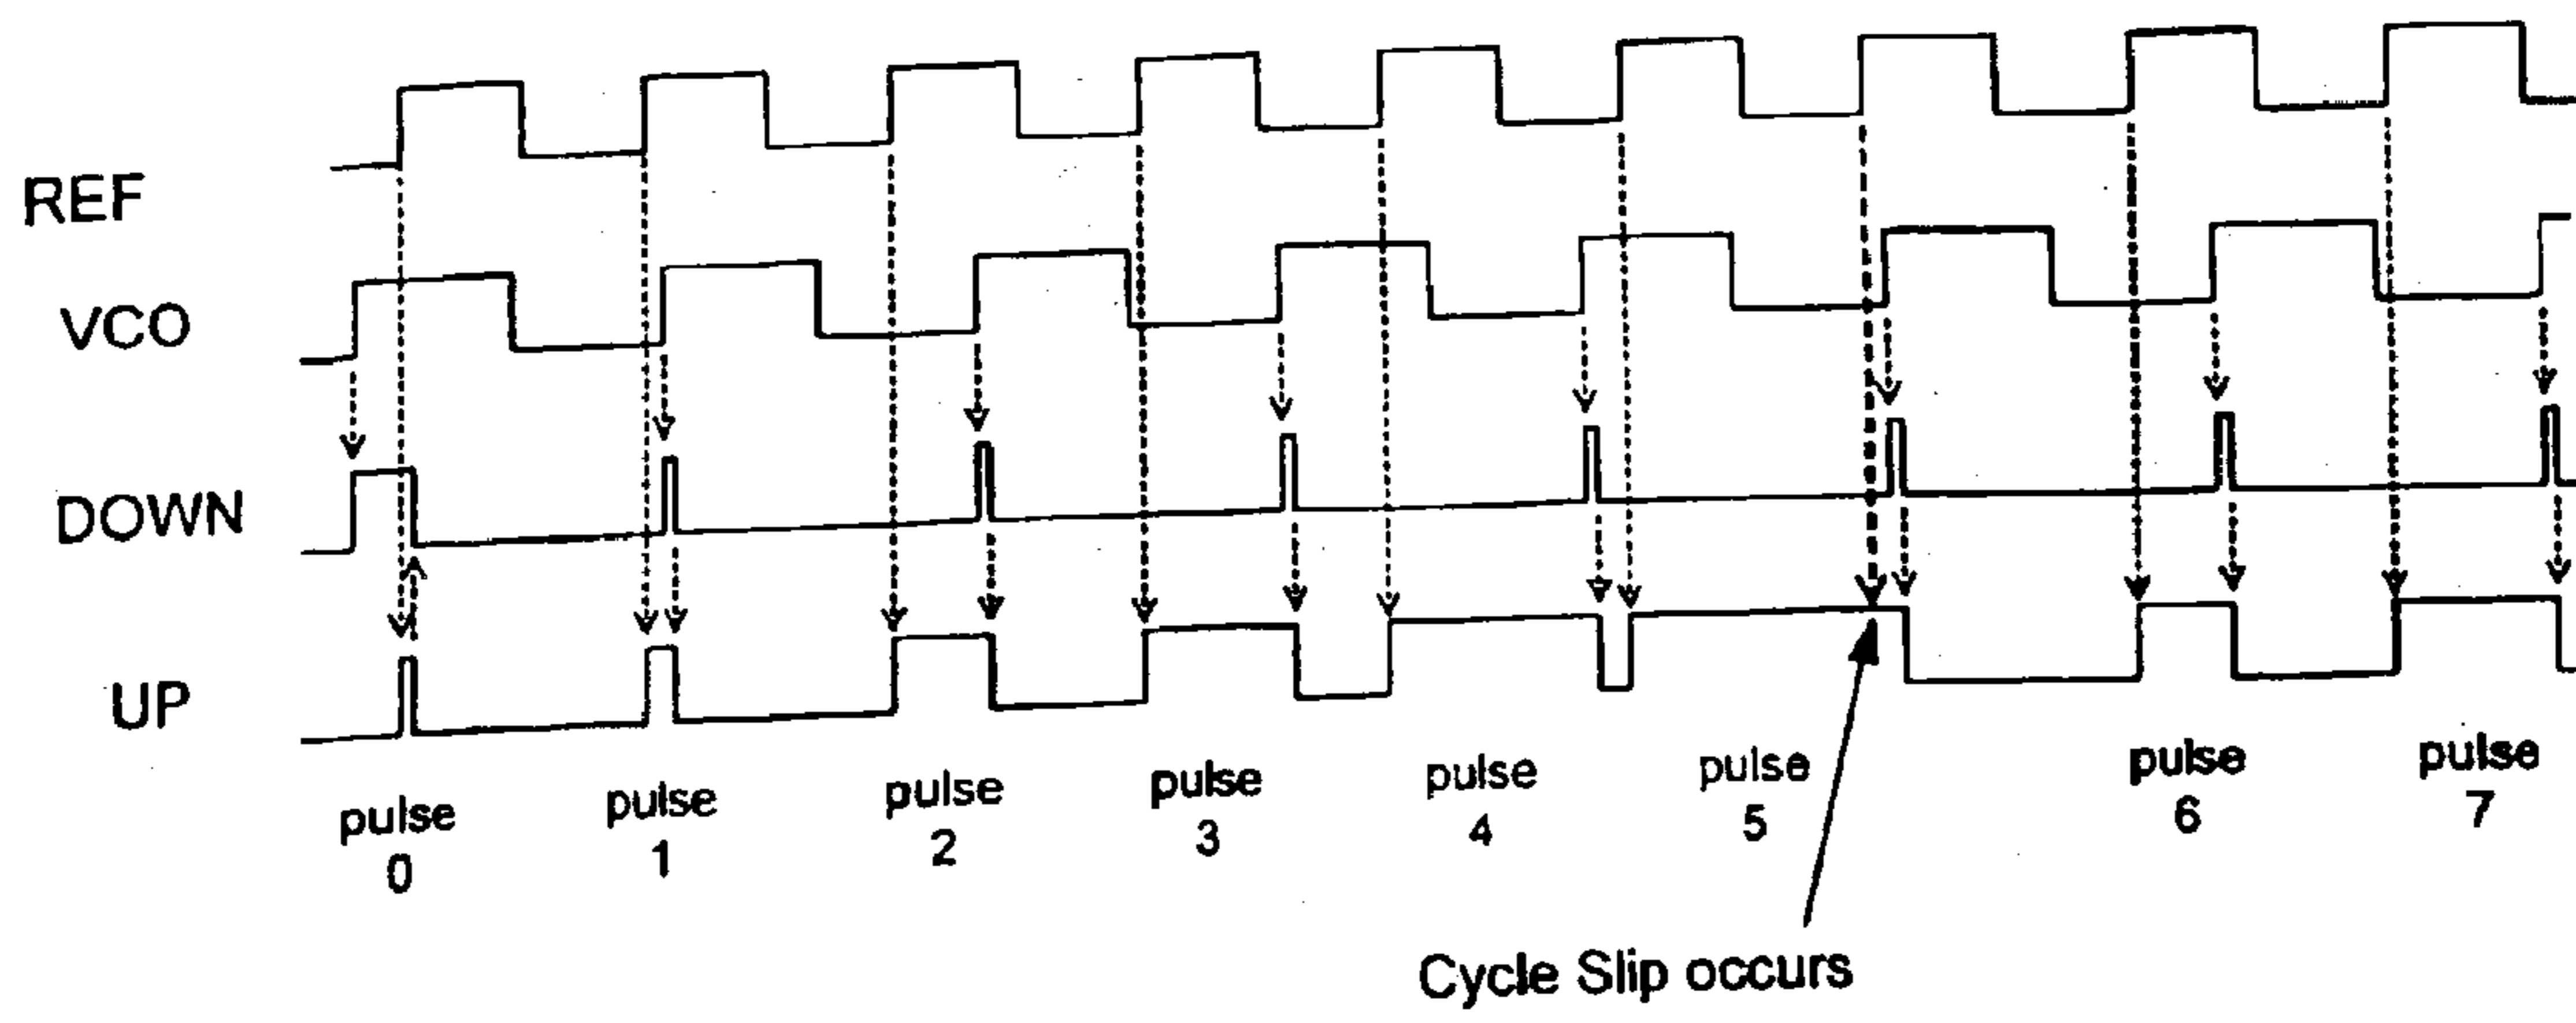 REF
VCO
DOWN
UP
pulse
0
pulse
1
pulse
2
pulse
3
pulse
4
pulse
5
pulse
6
pulse
7
Cycle Slip occurs